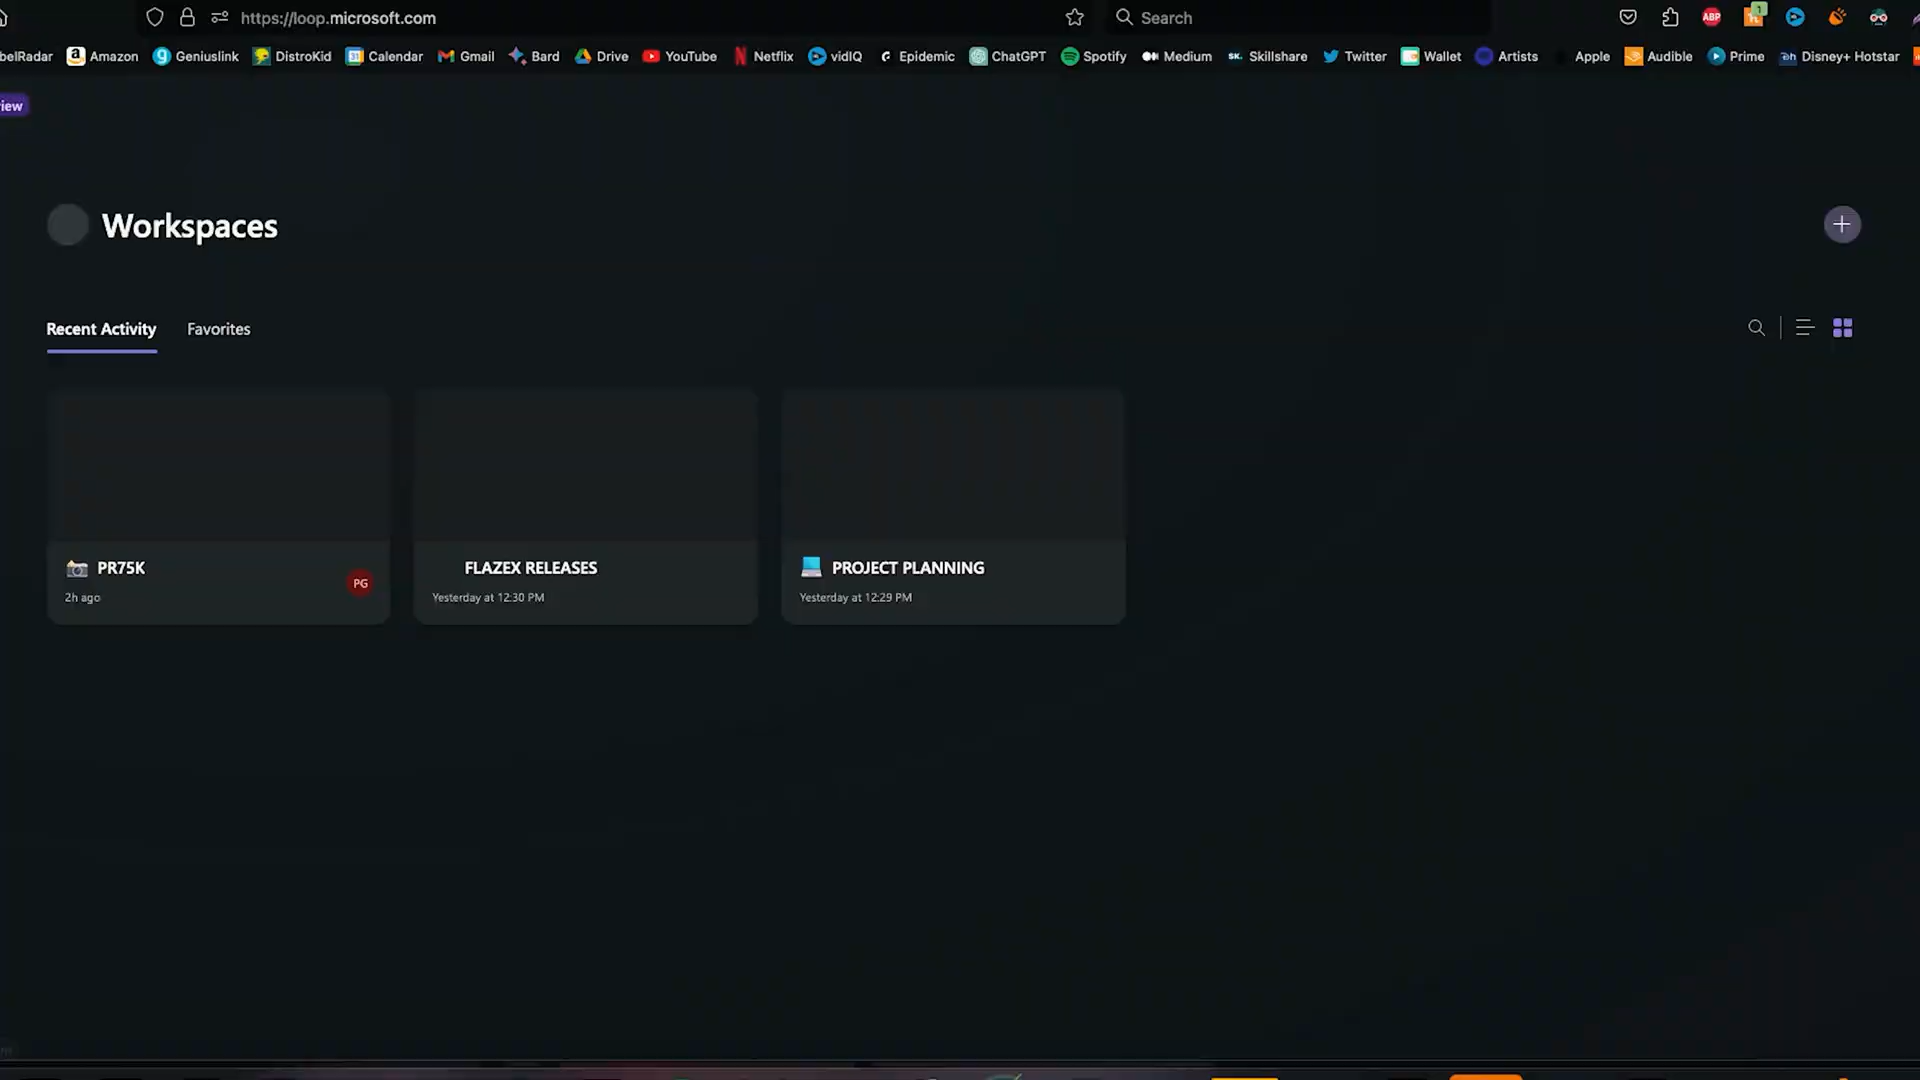 https://loop.microsoft.com
Search
ABP
1
belRadar Amazon Geniuslink DistroKid Calendar Gmail Bard Drive YouTube Netflix vidIQ Epidemic ChatGPT Spotify Medium Skillshare Twitter Wallet Artists Apple Audible Prime Disney+ Hotstar
iew
Workspaces
Recent Activity Favorites
PR75K
2h ago
PG
FLAZEX RELEASES
Yesterday at 12:30 PM
PROJECT PLANNING
Yesterday at 12:29 PM